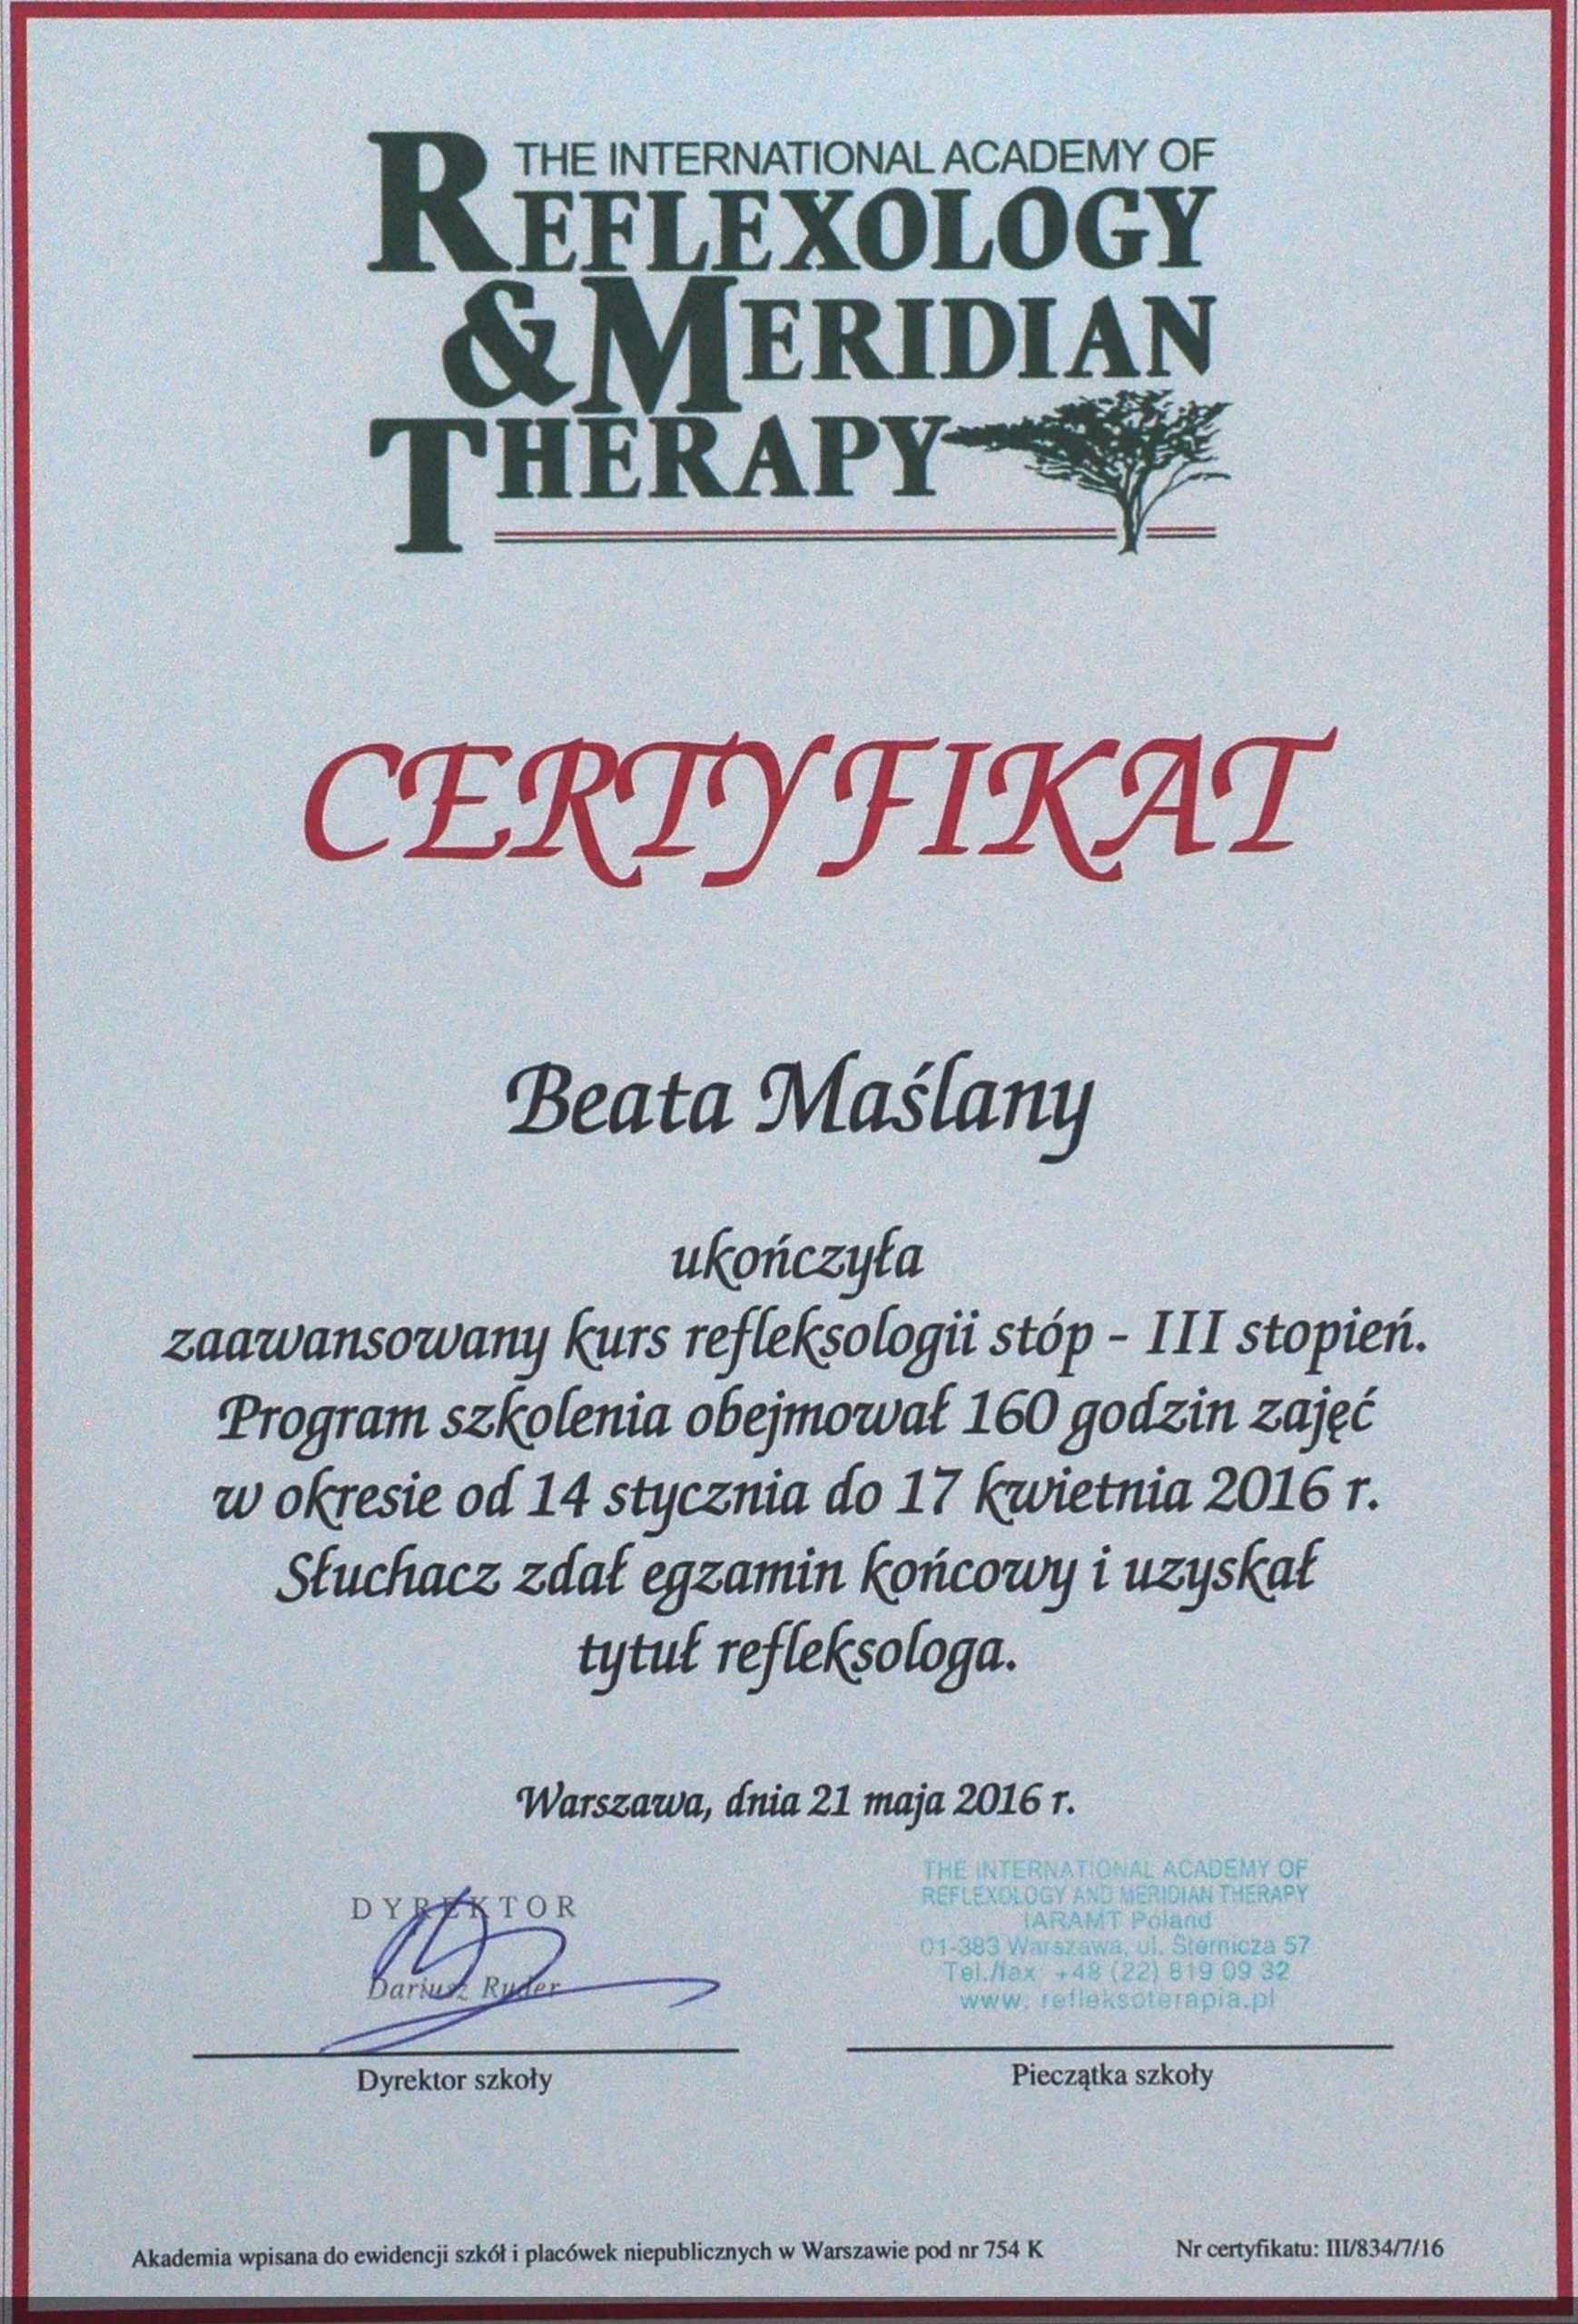 THE INTERNATIONAL ACADEMY OF
REFLEXOLOGY
& MERIDIAN
THERAPY
CERTYFIKAT
Beata Maślany
ukończyła
zaawansowany kurs refleksologii stóp - III stopień.
Program szkolenia obejmował 160 godzin zajęć
w okresie od 14 stycznia do 17 kwietnia 2016 r.
Słuchacz zdał egzamin końcowy i uzyskał
tytuł refleksologa.
Warszawa, dnia 21 maja 2016 r.
DYREKTOR
Dariusz Ruder
Dyrektor szkoły
THE INTERNATIONAL ACADEMY OF
REFLEXOLOGY AND MERIDIAN THERAPY
IARAMT Poland
01-383 Warszawa, ul. Sternicza 57
Tel./fax: +48 (22) 819 09 32
www. refleksoterapia.pl
Pieczątka szkoły
Akademia wpisana do ewidencji szkół i placówek niepublicznych w Warszawie pod nr 754 K
Nr certyfikatu: III/834/7/16